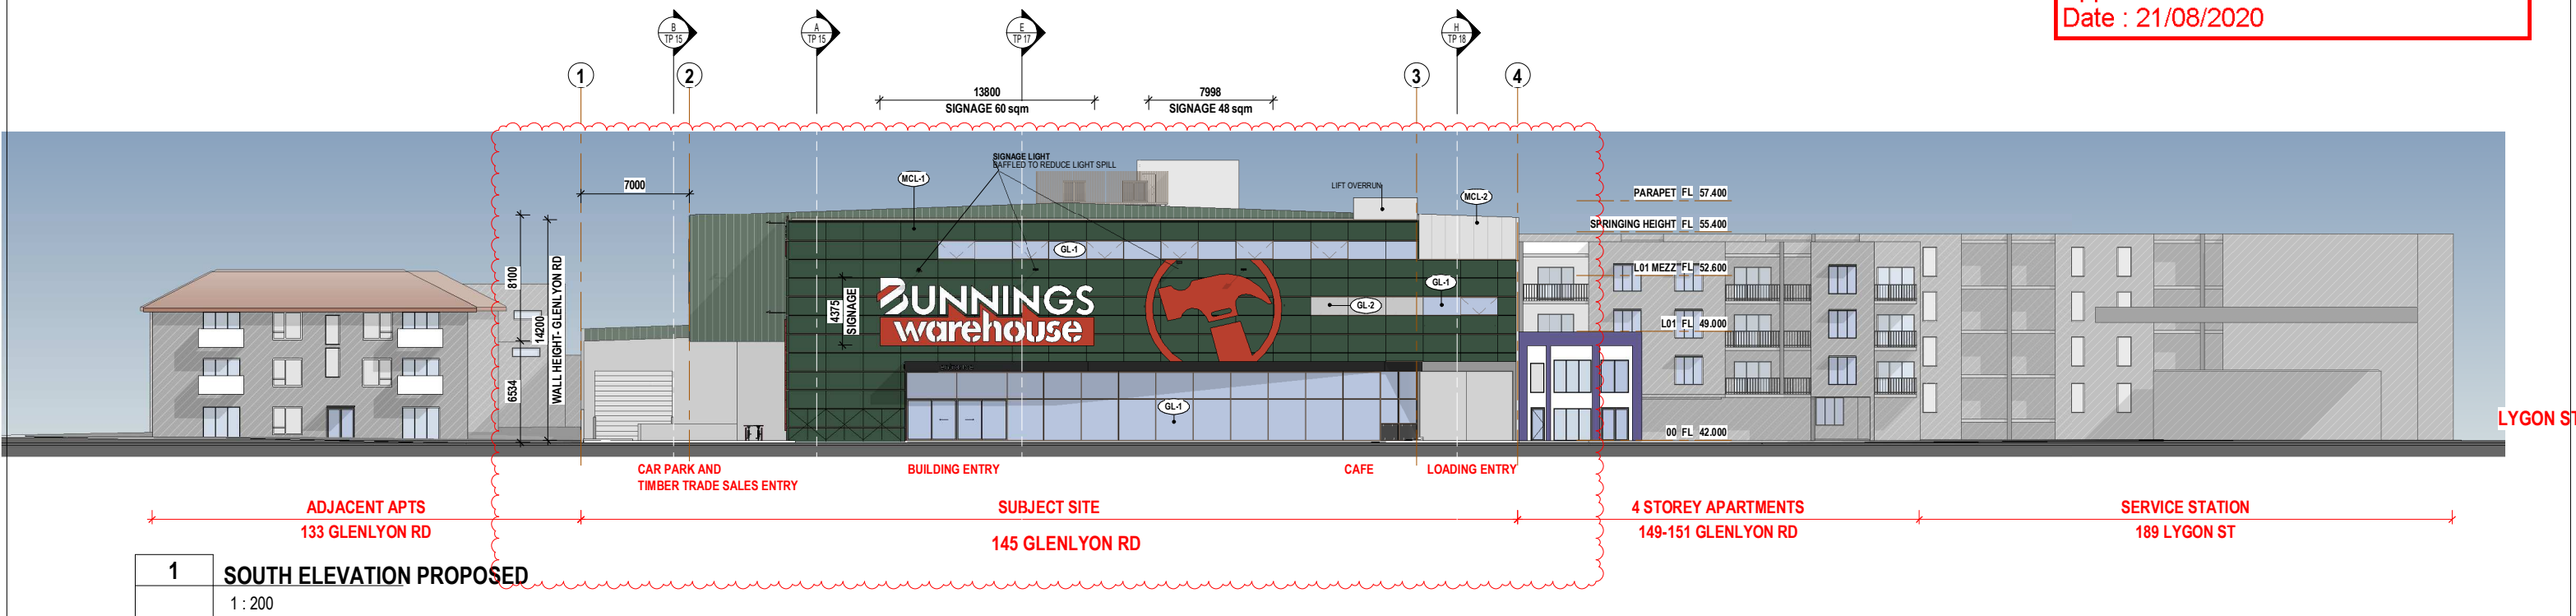 Date : 21/08/2020
B
TP 15
A
TP 15
E
TP 17
H
TP 18
1
2
3
4
13800
SIGNAGE 60 sqm
7998
SIGNAGE 48 sqm
SIGNAGE LIGHT
BAFFLED TO REDUCE LIGHT SPILL
7000
MCL-1
LIFT OVERRUN
MCL-2
PARAPET FL 57.400
SPRINGING HEIGHT FL 55.400
GL-1
L01 MEZZ FL 52.600
8100
14200
WALL HEIGHT- GLENLYON RD
6534
4375
SIGNAGE
BUNNINGS
warehouse
GL-1
GL-2
L01 FL 49.000
GL-1
00 FL 42.000
LYGON ST
CAR PARK AND
TIMBER TRADE SALES ENTRY
BUILDING ENTRY
CAFE
LOADING ENTRY
ADJACENT APTS
133 GLENLYON RD
SUBJECT SITE
145 GLENLYON RD
4 STOREY APARTMENTS
149-151 GLENLYON RD
SERVICE STATION
189 LYGON ST
1
SOUTH ELEVATION PROPOSED
1 : 200